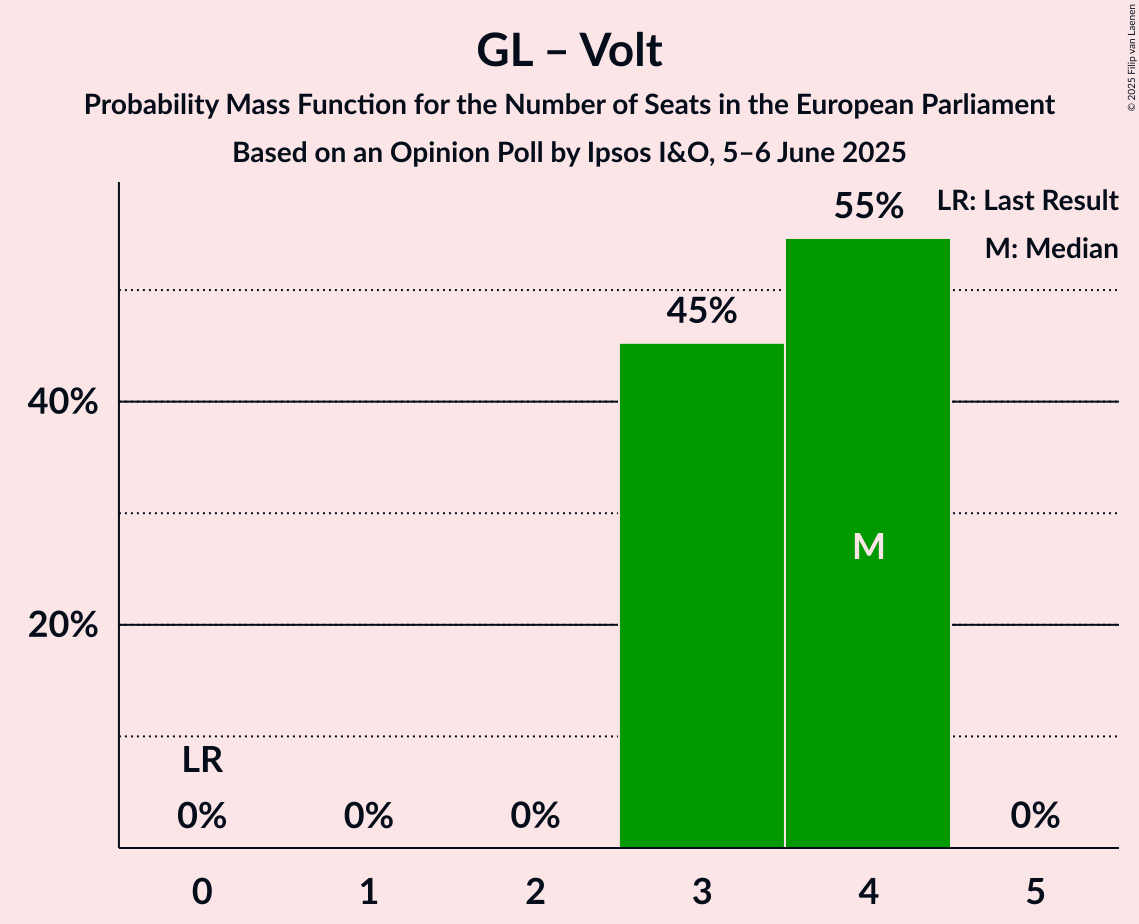 GL – Volt
Probability Mass Function for the Number of Seats in the European Parliament
Based on an Opinion Poll by Ipsos I&O, 5–6 June 2025
© 2025 Filip van Laenen
LR: Last Result
M: Median
55%
45%
40%
20%
M
LR
0%
0%
0%
0%
0
1
2
3
4
5